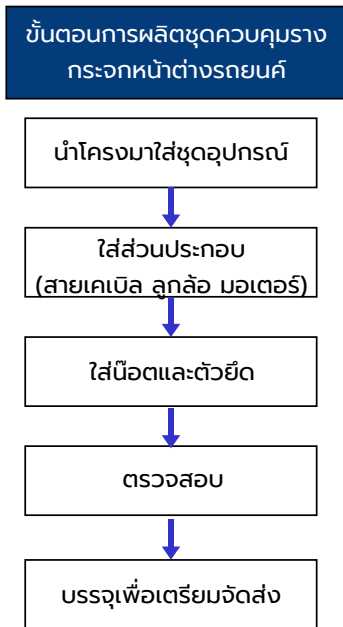 ขั้นตอนการผลิตชุดควบคุมราง
กระจกหน้าต่างรถยนต์
นำโครงมาใส่ชุดอุปกรณ์
ใส่ส่วนประกอบ
(สายเคเบิล ลูกล้อ มอเตอร์)
ใส่น๊อตและตัวยึด
ตรวจสอบ
บรรจุเพื่อเตรียมจัดส่ง